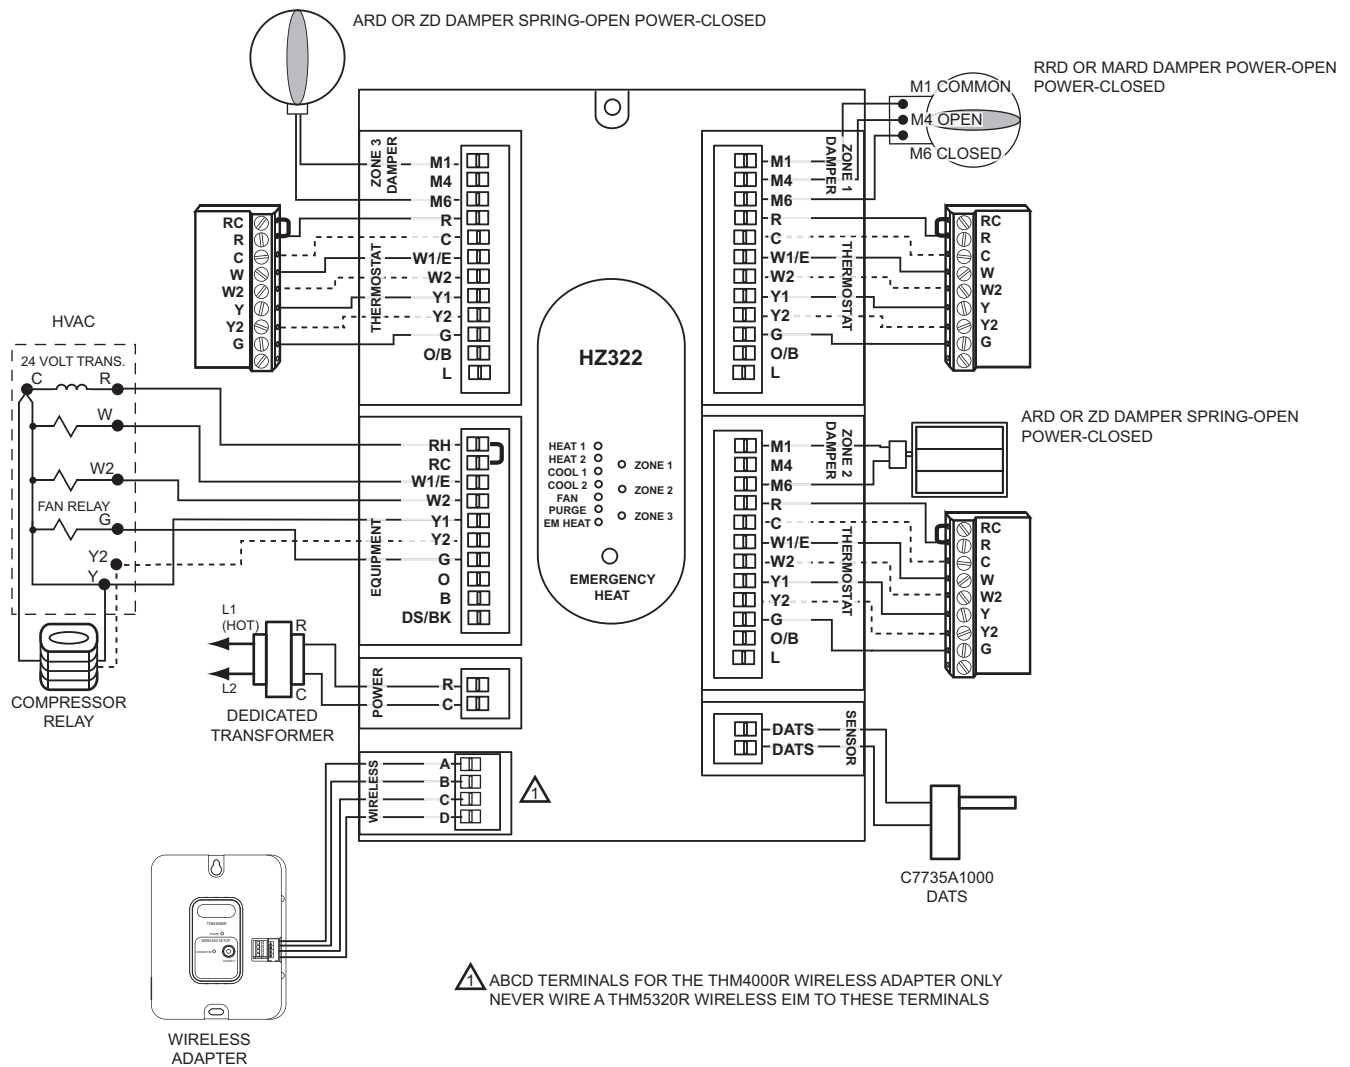 ARD OR ZD DAMPER SPRING-OPEN POWER-CLOSED
RRD OR MARD DAMPER POWER-OPEN
POWER-CLOSED
M1 COMMON
M4 OPEN
M6 CLOSED
ZONE 3
DAMPER
M1
M4
M6
THERMOSTAT
R
C
W1/E
W2
Y1
Y2
G
O/B
L
RC
R
C
W
W2
Y
Y2
G
ZONE 1
DAMPER
M1
M4
M6
THERMOSTAT
R
C
W1/E
W2
Y1
Y2
G
O/B
L
RC
R
C
W
W2
Y
Y2
G
HVAC
24 VOLT TRANS.
C R
W
W2
FAN RELAY
G
Y2
Y
COMPRESSOR
RELAY
EQUIPMENT
RH
RC
W1/E
W2
Y1
Y2
G
O
B
DS/BK
HZ322
HEAT 1
HEAT 2
COOL 1
COOL 2
FAN
PURGE
EM HEAT
ZONE 1
ZONE 2
ZONE 3
EMERGENCY
HEAT
ARD OR ZD DAMPER SPRING-OPEN
POWER-CLOSED
ZONE 2
DAMPER
M1
M4
M6
THERMOSTAT
R
C
W1/E
W2
Y1
Y2
G
O/B
L
RC
R
C
W
W2
Y
Y2
G
L1
(HOT)
R
L2
C
DEDICATED
TRANSFORMER
POWER
R
C
SENSOR
DATS
DATS
C7735A1000
DATS
WIRELESS
A
B
C
D
1
THM4000R
POWER
WIRELESS SETUP
CONNECTED
CONNECT
WIRELESS
ADAPTER
1 ABCD TERMINALS FOR THE THM4000R WIRELESS ADAPTER ONLY
NEVER WIRE A THM5320R WIRELESS EIM TO THESE TERMINALS